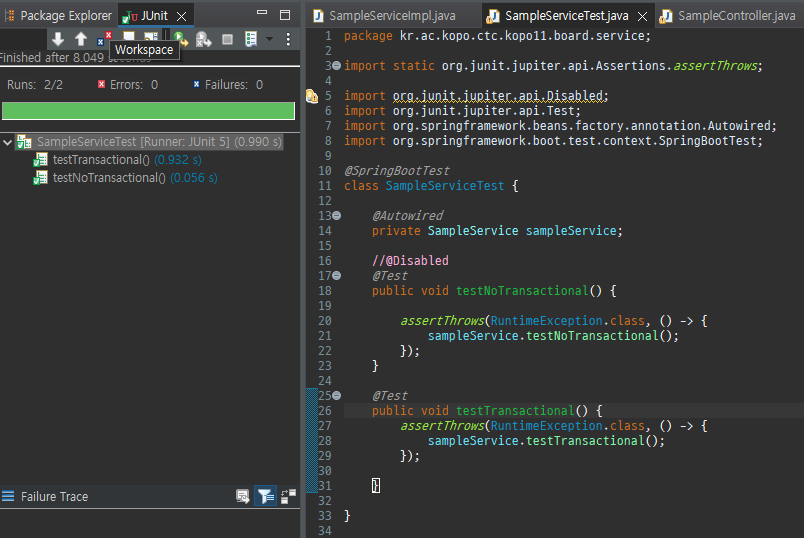 Package Explorer
JUnit
Workspace
Finished after 8.049 seconds
Runs: 2/2
Errors: 0
Failures: 0
SampleServiceTest [Runner: JUnit 5] (0.990 s)
testTransactional() (0.932 s)
testNoTransactional() (0.056 s)
Failure Trace
SampleServiceImpl.java
SampleServiceTest.java
SampleController.java
1 package kr.ac.kopo.ctc.kopo11.board.service;
2
3 import static org.junit.jupiter.api.Assertions.assertThrows;
5 import org.junit.jupiter.api.Disabled;
6 import org.junit.jupiter.api.Test;
7 import org.springframework.beans.factory.annotation.Autowired;
8 import org.springframework.boot.test.context.SpringBootTest;
9
10 @SpringBootTest
11 class SampleServiceTest {
12
13 @Autowired
14 private SampleService sampleService;
15
16 //@Disabled
17 @Test
18 public void testNoTransactional() {
19
20 assertThrows(RuntimeException.class, () -> {
21 sampleService.testNoTransactional();
22 });
23 }
24
25 @Test
26 public void testTransactional() {
27 assertThrows(RuntimeException.class, () -> {
28 sampleService.testTransactional();
29 });
30
31 }
32
33 }
34